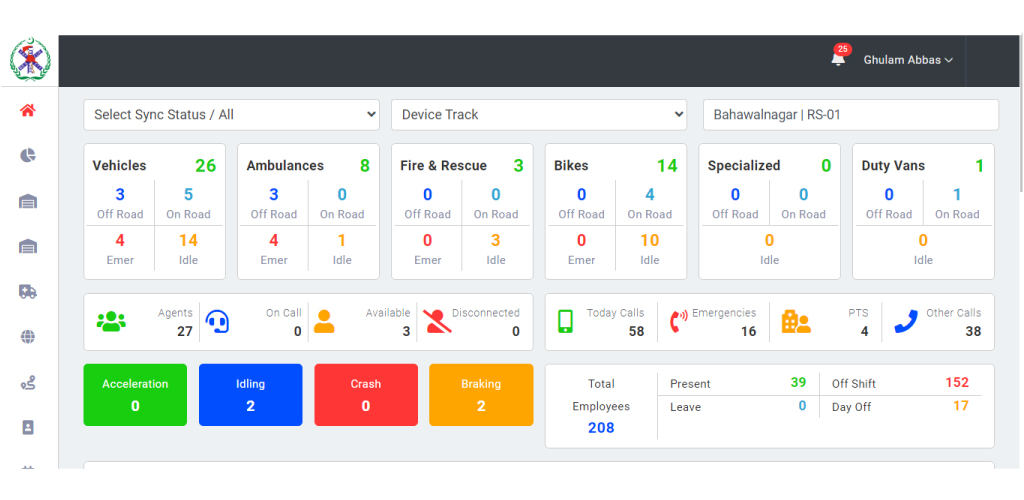 25
Ghulam Abbas
Select Sync Status / All
Device Track
Bahawalnagar | RS-01
Vehicles 26
3 5
Off Road On Road
4 14
Emer Idle
Ambulances 8
3 0
Off Road On Road
4 1
Emer Idle
Fire & Rescue 3
0 0
Off Road On Road
0 3
Emer Idle
Bikes 14
0 4
Off Road On Road
0 10
Emer Idle
Specialized 0
0 0
Off Road On Road
0
Idle
Duty Vans 1
0 1
Off Road On Road
0
Idle
Agents
27
On Call
0
Available
3
Disconnected
0
Today Calls
58
Emergencies
16
PTS
4
Other Calls
38
Acceleration
0
Idling
2
Crash
0
Braking
2
Total
Employees
208
Present 39
Off Shift 152
Leave 0
Day Off 17